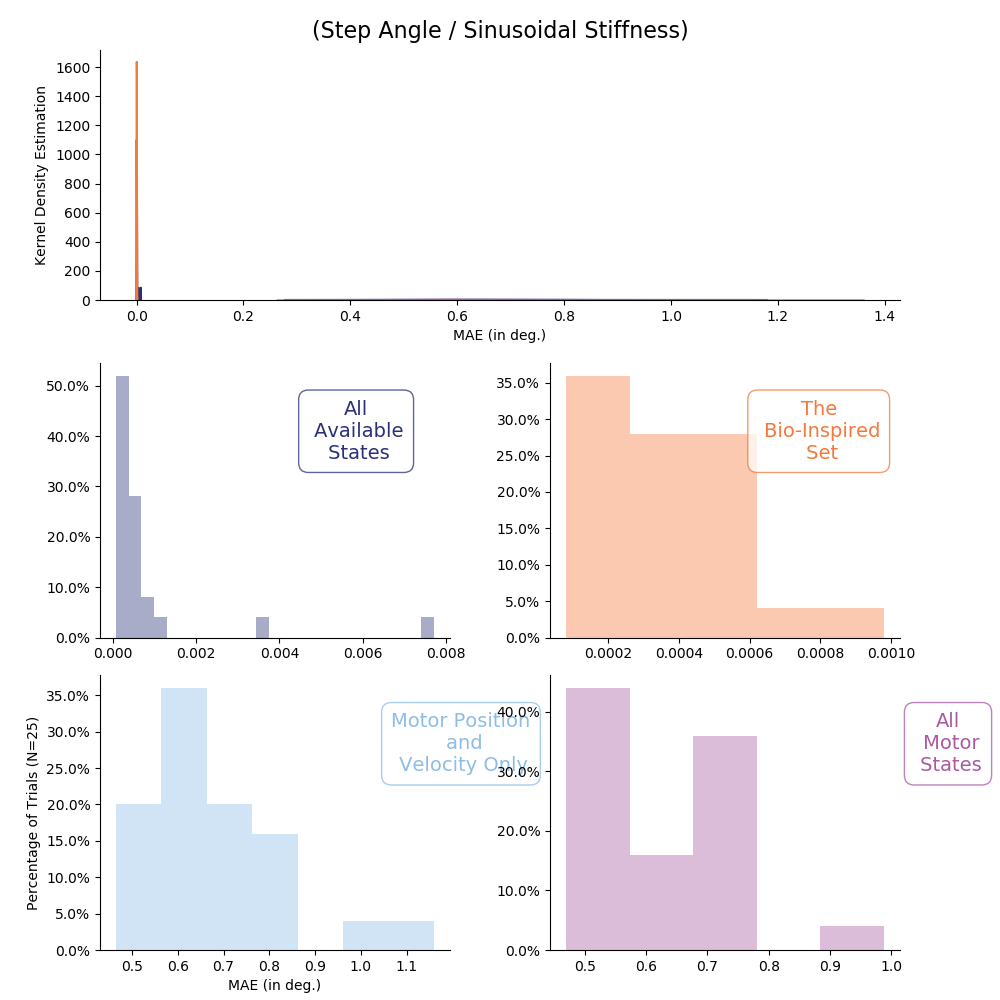 (Step Angle / Sinusoidal Stiffness)
Kernel Density Estimation
1600
1400
1200
1000
800
600
400
200
0
0.0 0.2 0.4 0.6 0.8 1.0 1.2 1.4
MAE (in deg.)
50.0%
40.0%
30.0%
20.0%
10.0%
0.0%
0.000 0.002 0.004 0.006 0.008
All
Available
States
35.0%
30.0%
25.0%
20.0%
15.0%
10.0%
5.0%
0.0%
0.0002 0.0004 0.0006 0.0008 0.0010
The
Bio-Inspired
Set
Percentage of Trials (N=25)
35.0%
30.0%
25.0%
20.0%
15.0%
10.0%
5.0%
0.0%
0.5 0.6 0.7 0.8 0.9 1.0 1.1
MAE (in deg.)
Motor Position
and
Velocity Only
40.0%
30.0%
20.0%
10.0%
0.0%
0.5 0.6 0.7 0.8 0.9 1.0
All
Motor
States